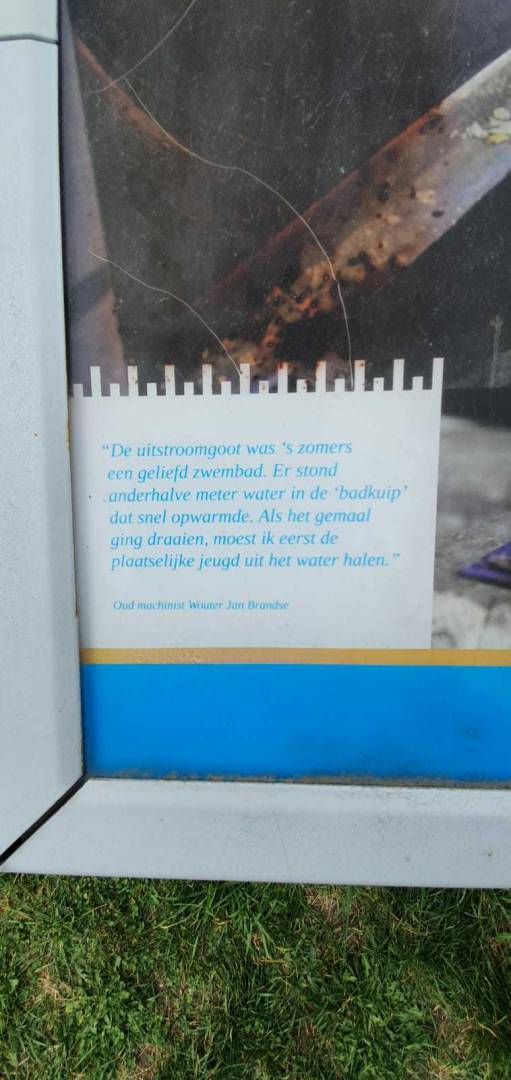 “De uitstroomgoot was ‘s zomers
een geliefd zwembad. Er stond
anderhalve meter water in de ‘badkuip’
dat snel opwarmde. Als het gemaal
ging draaien, moest ik eerst de
plaatselijke jeugd uit het water halen.”
Oud machinist Wouter Jan Brandse